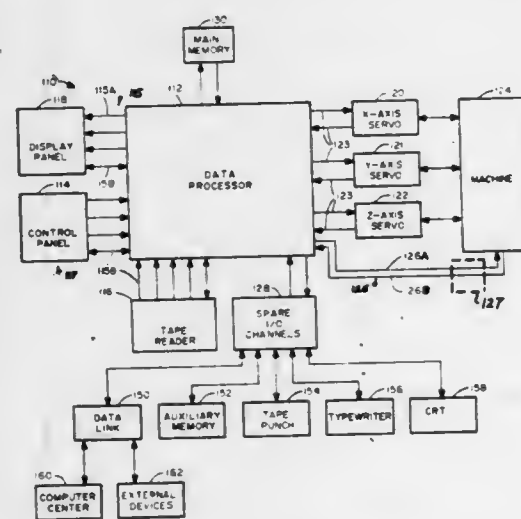 130
MAIN
MEMORY
110
118
115A
115
112
120
124
DISPLAY
PANEL
X-AXIS
SERVO
123
121
Y-AXIS
SERVO
MACHINE
DATA
PROCESSOR
114
123
122
Z-AXIS
SERVO
CONTROL
PANEL
126A
115B
116
128
127
TAPE
READER
SPARE
I/O
CHANNELS
150
152
154
156
158
DATA
LINK
AUXILIARY
MEMORY
TAPE
PUNCH
TYPEWRITER
CRT
160
162
COMPUTER
CENTER
EXTERNAL
DEVICES